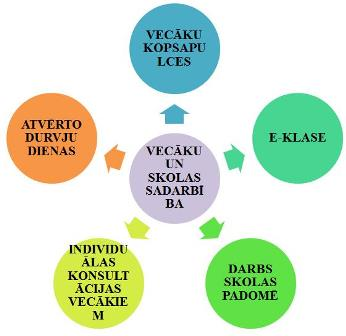 VECĀKU
KOPSAPU
LCES
ATVĒRTO
DURVJU
DIENAS
E-KLASE
VECĀKU
UN
SKOLAS
SADARBĪ
BA
INDIVIDU
ĀLAS
KONSULT
ĀCIJAS
VECĀKIE
M
DARBS
SKOLAS
PADOMĒ